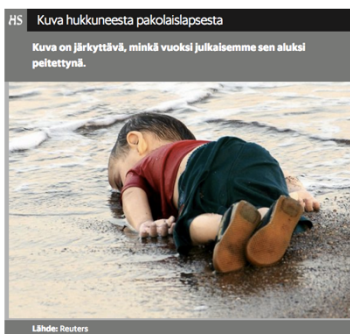 HS Kuva hukkuneesta pakolaislapsesta
Kuva on järkyttävä, minkä vuoksi julkaisemme sen aluksi
peitettynä.
Lähde: Reuters